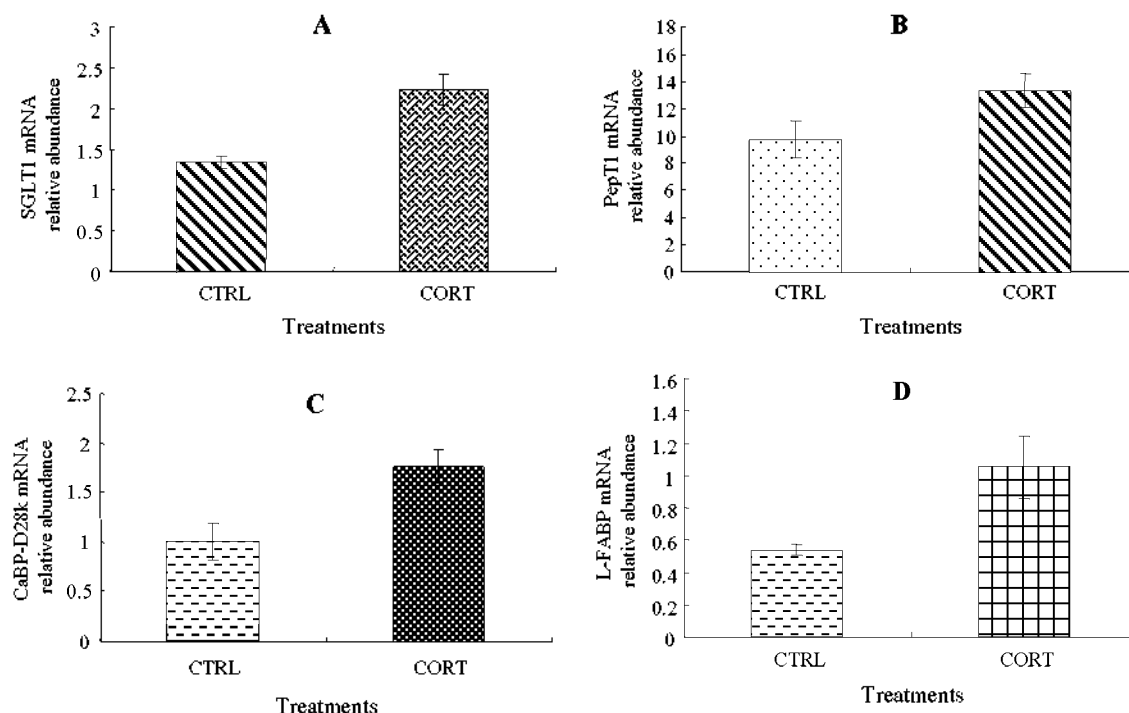 A
SGLT1 mRNA
relative abundance
3
2.5
2
1.5
1
0.5
0
CTRL
CORT
Treatments
B
PepT1 mRNA
relative abundance
18
16
14
12
10
8
6
4
2
0
CTRL
CORT
Treatments
C
CaBP-D28k mRNA
relative abundance
2.5
2
1.5
1
0.5
0
CTRL
CORT
Treatments
D
L-FABP mRNA
relative abundance
1.6
1.4
1.2
1
0.8
0.6
0.4
0.2
0
CTRL
CORT
Treatments